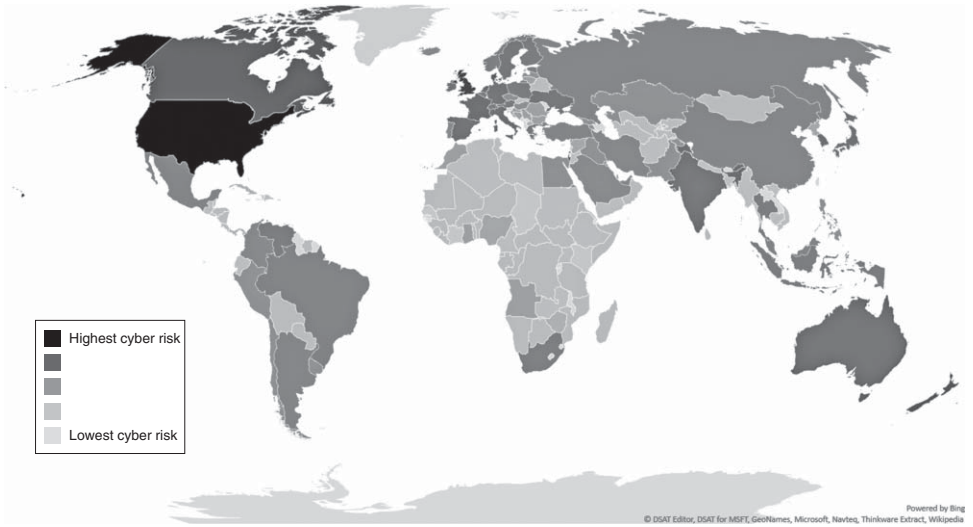 Highest cyber risk
Lowest cyber risk
Powered by Bing
© DSAT Editor, DSAT for MSFT, GeoNames, Microsoft, Navteq, Thinkware Extract, Wikipedia